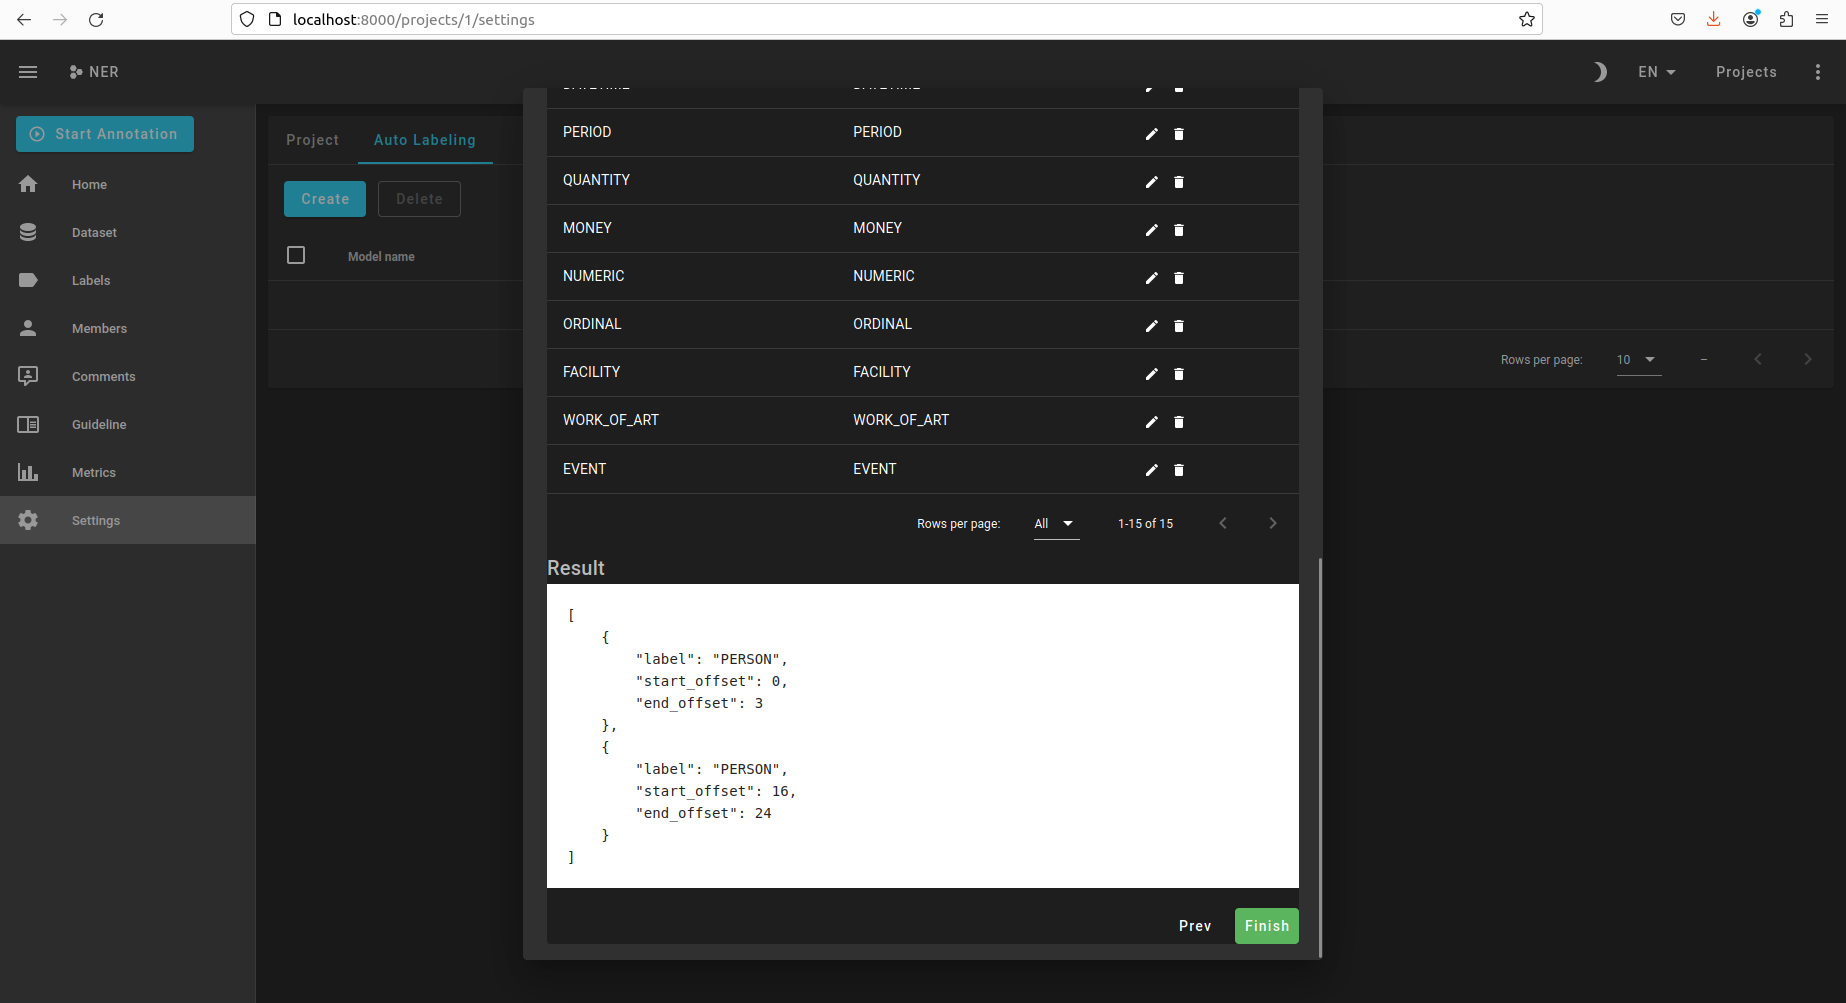 localhost:8000/projects/1/settings
NER
EN
Projects
Start Annotation
Home
Dataset
Labels
Members
Comments
Guideline
Metrics
Settings
Project Auto Labeling
Create Delete
Model name
Rows per page: 10 –
PERIOD PERIOD
QUANTITY QUANTITY
MONEY MONEY
NUMERIC NUMERIC
ORDINAL ORDINAL
FACILITY FACILITY
WORK_OF_ART WORK_OF_ART
EVENT EVENT
Rows per page: All 1-15 of 15
Result
[
    {
        "label": "PERSON",
        "start_offset": 0,
        "end_offset": 3
    },
    {
        "label": "PERSON",
        "start_offset": 16,
        "end_offset": 24
    }
]
Prev Finish